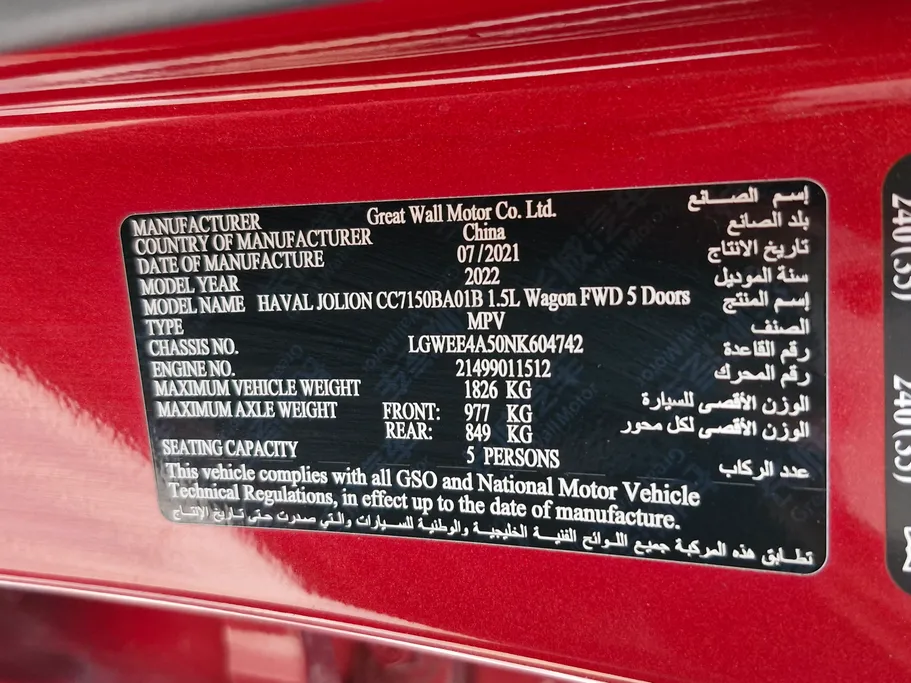 MANUFACTURER Great Wall Motor Co. Ltd. إسم الصانع
COUNTRY OF MANUFACTURER China بلد الصانع
DATE OF MANUFACTURE 07/2021 تاريخ الانتاج
MODEL YEAR 2022 سنة الموديل
MODEL NAME HAVAL JOLION CC7150BA01B 1.5L Wagon FWD 5 Doors إسم المنتج
TYPE MPV الصنف
CHASSIS NO. LGWEE4A50NK604742 رقم القاعدة
ENGINE NO. 21499011512 رقم المحرك
MAXIMUM VEHICLE WEIGHT 1826 KG الوزن الأقصى للسيارة
MAXIMUM AXLE WEIGHT FRONT: 977 KG الوزن الأقصى لكل محور
REAR: 849 KG
SEATING CAPACITY 5 PERSONS عدد الركاب
This vehicle complies with all GSO and National Motor Vehicle
Technical Regulations, in effect up to the date of manufacture.
تطابق هذه المركبة جميع اللوائح الفنية الخليجية والوطنية للسيارات والتي صدرت حتى تاريخ الإنتاج
240(35)
240(35)